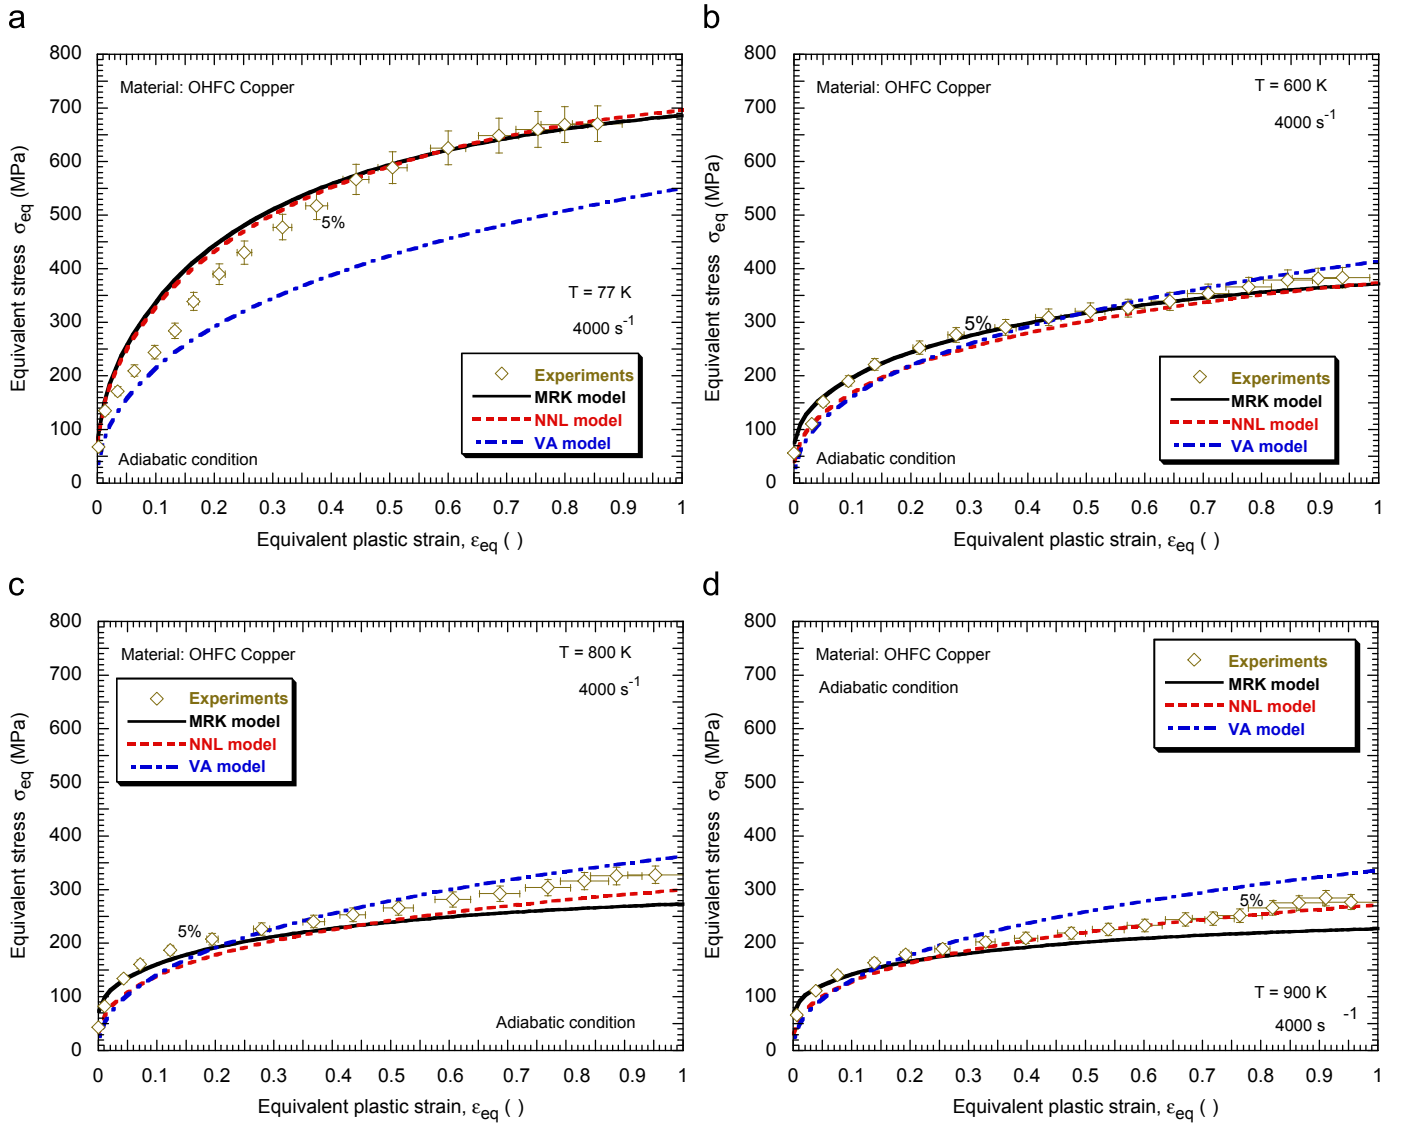 a
800
700
600
500
400
300
200
100
0
Equivalent stress σeq (MPa)
Material: OHFC Copper
5%
T = 77 K
4000 s-1
Experiments
MRK model
NNL model
VA model
Adiabatic condition
0 0.1 0.2 0.3 0.4 0.5 0.6 0.7 0.8 0.9 1
Equivalent plastic strain, εeq ( )
b
800
700
600
500
400
300
200
100
0
Equivalent stress σeq (MPa)
Material: OHFC Copper
T = 600 K
4000 s-1
5%
Experiments
MRK model
NNL model
VA model
Adiabatic condition
0 0.1 0.2 0.3 0.4 0.5 0.6 0.7 0.8 0.9 1
Equivalent plastic strain, εeq ( )
c
800
700
600
500
400
300
200
100
0
Equivalent stress σeq (MPa)
Material: OHFC Copper
T = 800 K
4000 s-1
Experiments
MRK model
NNL model
VA model
5%
Adiabatic condition
0 0.1 0.2 0.3 0.4 0.5 0.6 0.7 0.8 0.9 1
Equivalent plastic strain, εeq ( )
d
800
700
600
500
400
300
200
100
0
Equivalent stress σeq (MPa)
Material: OHFC Copper
Adiabatic condition
Experiments
MRK model
NNL model
VA model
5%
T = 900 K
4000 s -1
0 0.1 0.2 0.3 0.4 0.5 0.6 0.7 0.8 0.9 1
Equivalent plastic strain, εeq ( )